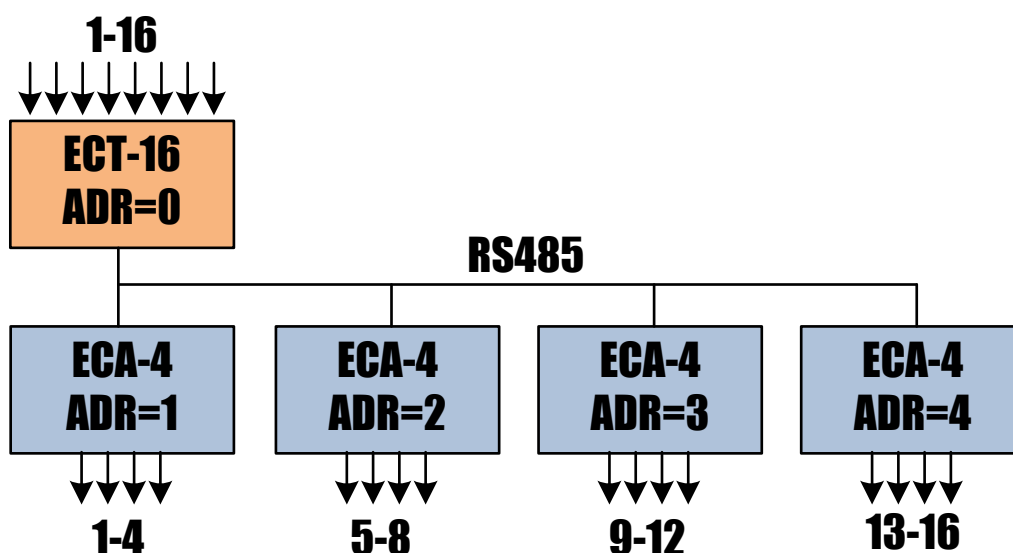 1-16
ECT-16
ADR=0
RS485
ECA-4
ADR=1
ECA-4
ADR=2
ECA-4
ADR=3
ECA-4
ADR=4
1-4
5-8
9-12
13-16